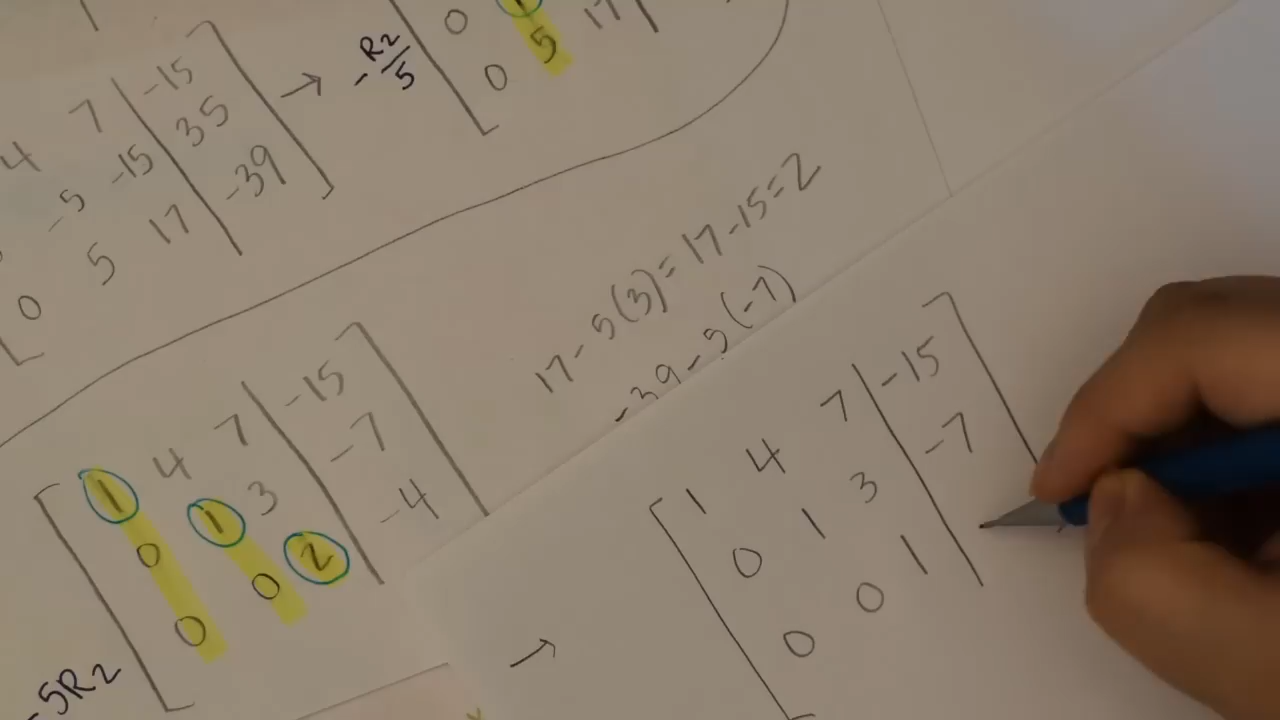 4 7 -15
-5 -15 35
0 5 17 -39
→ -R2/5
0 1
0 5 17
17-5(3)=17-15=2
-39-5(-7)
1 4 7 -15
0 1 3 -7
0 0 2 -4
-5R2
→
1 4 7 -15
0 1 3 -7
0 0 1